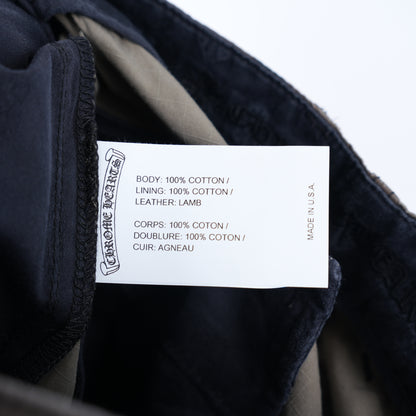 CHROME HEARTS
BODY: 100% COTTON /
LINING: 100% COTTON /
LEATHER: LAMB
CORPS: 100% COTON /
DOUBLURE: 100% COTON /
CUIR: AGNEAU
MADE IN U.S.A.